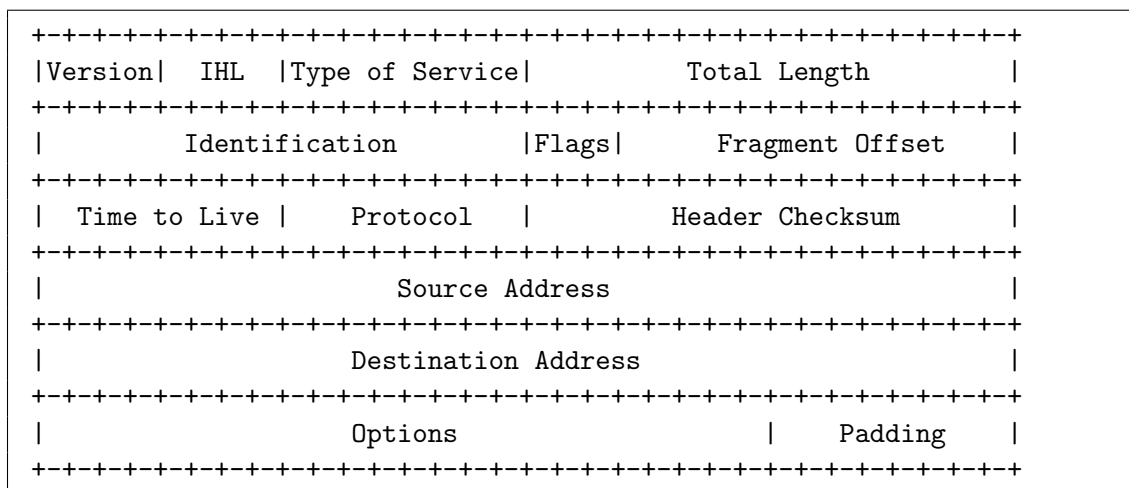 +-+-+-+-+-+-+-+-+-+-+-+-+-+-+-+-+-+-+-+-+-+-+-+-+-+-+-+-+-+-+-+-+
|Version|  IHL  |Type of Service|          Total Length         |
+-+-+-+-+-+-+-+-+-+-+-+-+-+-+-+-+-+-+-+-+-+-+-+-+-+-+-+-+-+-+-+-+
|         Identification        |Flags|      Fragment Offset    |
+-+-+-+-+-+-+-+-+-+-+-+-+-+-+-+-+-+-+-+-+-+-+-+-+-+-+-+-+-+-+-+-+
|  Time to Live |    Protocol   |         Header Checksum       |
+-+-+-+-+-+-+-+-+-+-+-+-+-+-+-+-+-+-+-+-+-+-+-+-+-+-+-+-+-+-+-+-+
|                       Source Address                          |
+-+-+-+-+-+-+-+-+-+-+-+-+-+-+-+-+-+-+-+-+-+-+-+-+-+-+-+-+-+-+-+-+
|                    Destination Address                        |
+-+-+-+-+-+-+-+-+-+-+-+-+-+-+-+-+-+-+-+-+-+-+-+-+-+-+-+-+-+-+-+-+
|                    Options                    |    Padding    |
+-+-+-+-+-+-+-+-+-+-+-+-+-+-+-+-+-+-+-+-+-+-+-+-+-+-+-+-+-+-+-+-+